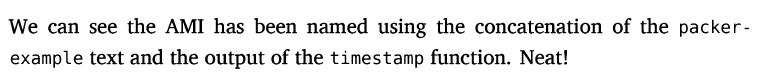 We can see the AMI has been named using the concatenation of the packer-
example text and the output of the timestamp function. Neat!